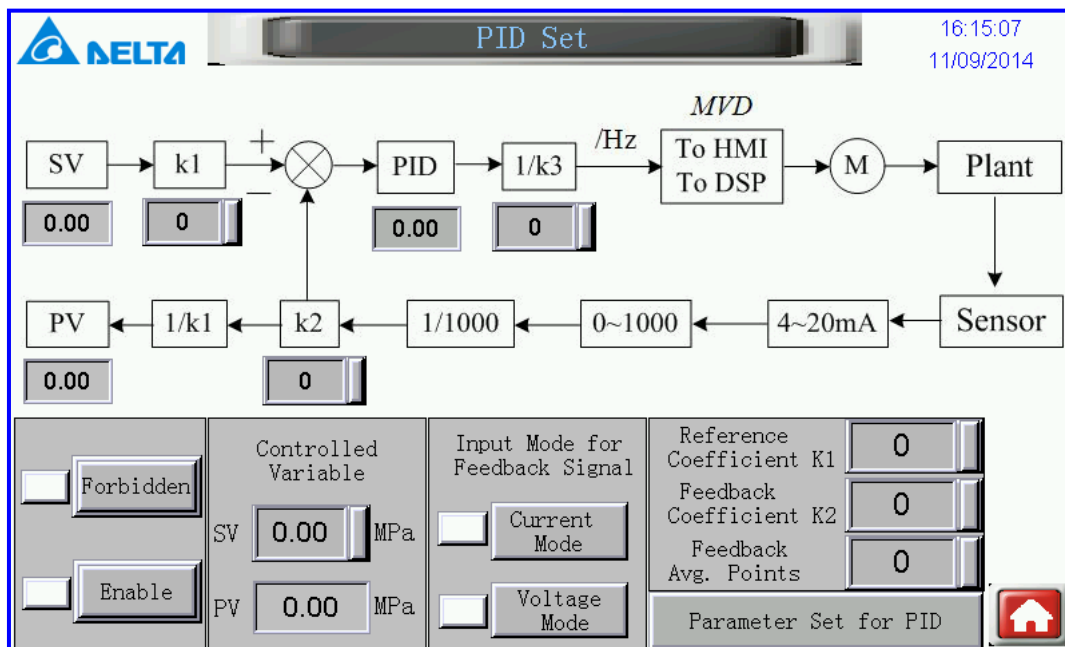 DELTA
PID Set
16:15:07
11/09/2014
MVD
SV
k1
+
−
PID
1/k3
/Hz
To HMI
To DSP
M
Plant
0.00
0
0.00
0
PV
1/k1
k2
1/1000
0~1000
4~20mA
Sensor
0.00
0
Forbidden
Enable
Controlled
Variable
SV 0.00 MPa
PV 0.00 MPa
Input Mode for
Feedback Signal
Current
Mode
Voltage
Mode
Reference
Coefficient K1
0
Feedback
Coefficient K2
0
Feedback
Avg. Points
0
Parameter Set for PID